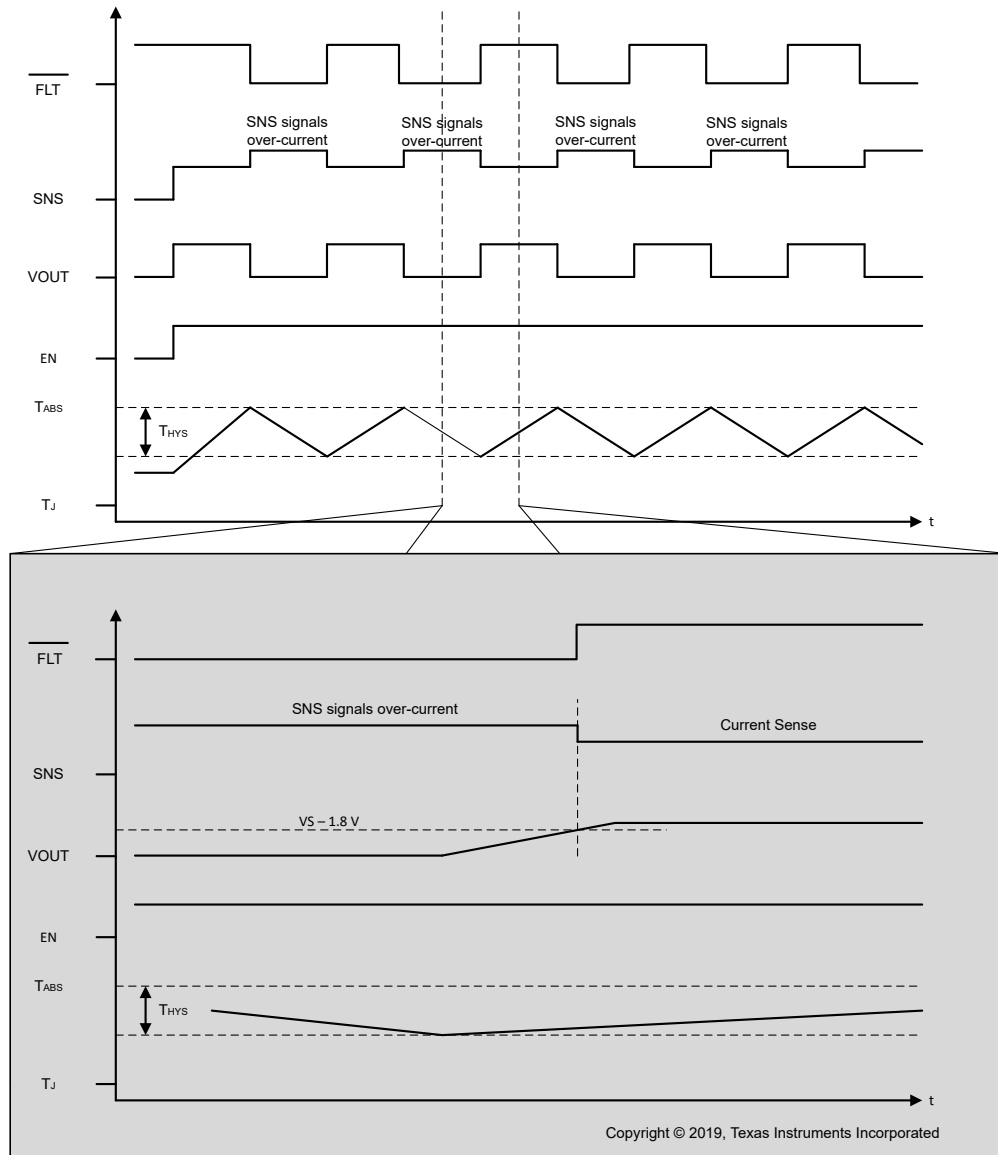 FLT
SNS signals
over-current
SNS signals
over-current
SNS signals
over-current
SNS signals
over-current
SNS
VOUT
EN
TABS
THYS
TJ
t
FLT
SNS signals over-current
Current Sense
SNS
VS – 1.8 V
VOUT
EN
TABS
THYS
TJ
t
Copyright © 2019, Texas Instruments Incorporated